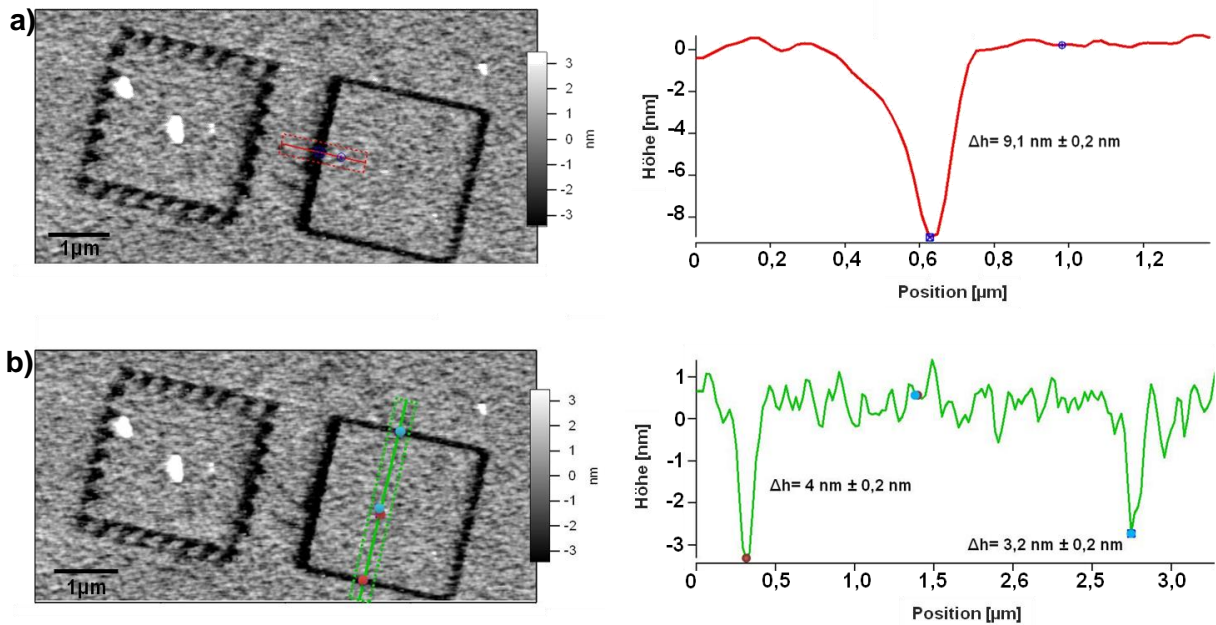 a)
3
2
1
0
-1
-2
-3
nm
1µm
Höhe [nm]
0
-2
-4
-6
-8
Δh= 9,1 nm ± 0,2 nm
0
0,2
0,4
0,6
0,8
1,0
1,2
Position [µm]
b)
3
2
1
0
-1
-2
-3
nm
1µm
Höhe [nm]
1
0
-1
-2
-3
Δh= 4 nm ± 0,2 nm
Δh= 3,2 nm ± 0,2 nm
0
0,5
1,0
1,5
2,6
2,5
3,0
Position [µm]